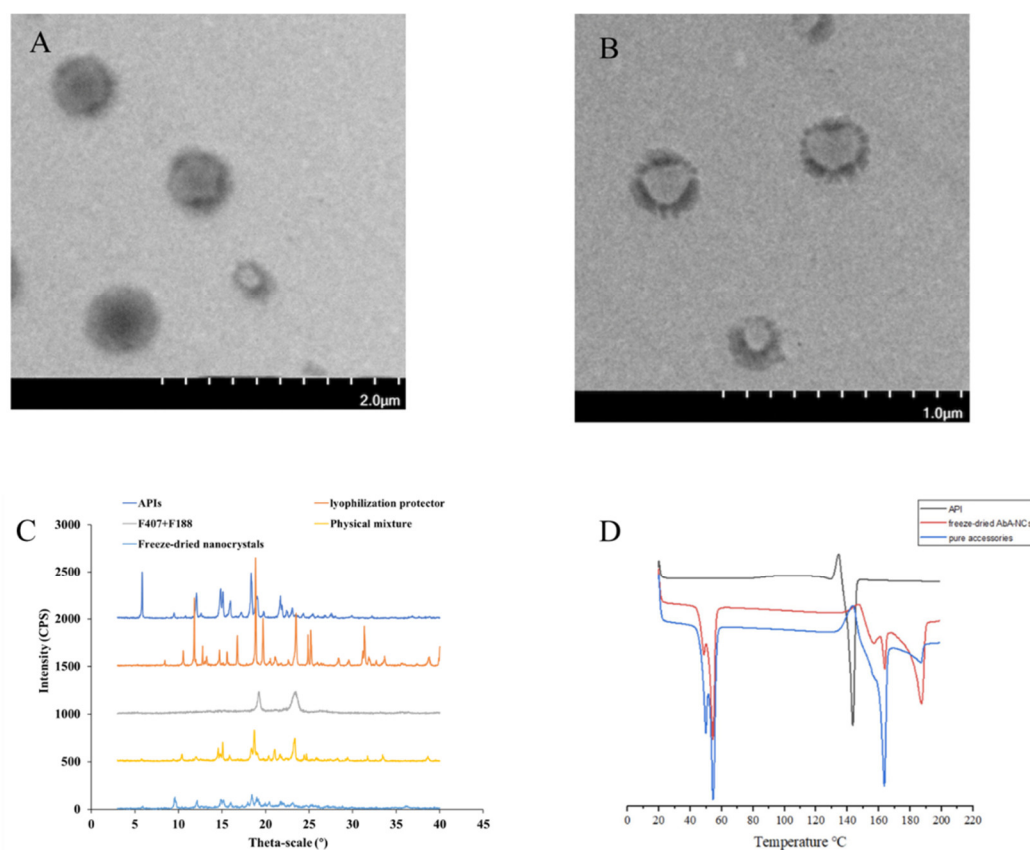 A
B
2.0μm
1.0μm
C
APIs
lyophilization protector
F407+F188
Physical mixture
Freeze-dried nanocrystals
3000
2500
2000
1500
1000
500
0
Intensity (CPS)
0 5 10 15 20 25 30 35 40 45
Theta-scale (°)
D
API
freeze-dried AbA-NCs
pure accessories
0 20 40 60 80 100 120 140 160 180 200 220
Temperature °C